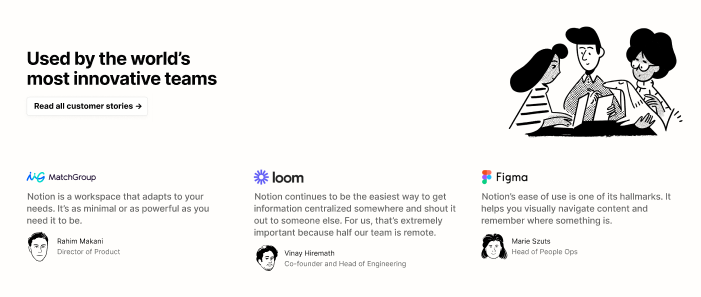 Used by the world's
most innovative teams
Read all customer stories →
MatchGroup
Notion is a workspace that adapts to your
needs. It's as minimal or as powerful as you
need it to be.
Rahim Makani
Director of Product
loom
Notion continues to be the easiest way to get
information centralized somewhere and shout it
out to someone else. For us, that's extremely
important because half our team is remote.
Vinay Hiremath
Co-founder and Head of Engineering
Figma
Notion's ease of use is one of its hallmarks. It
helps you visually navigate content and
remember where something is.
Marie Szuts
Head of People Ops